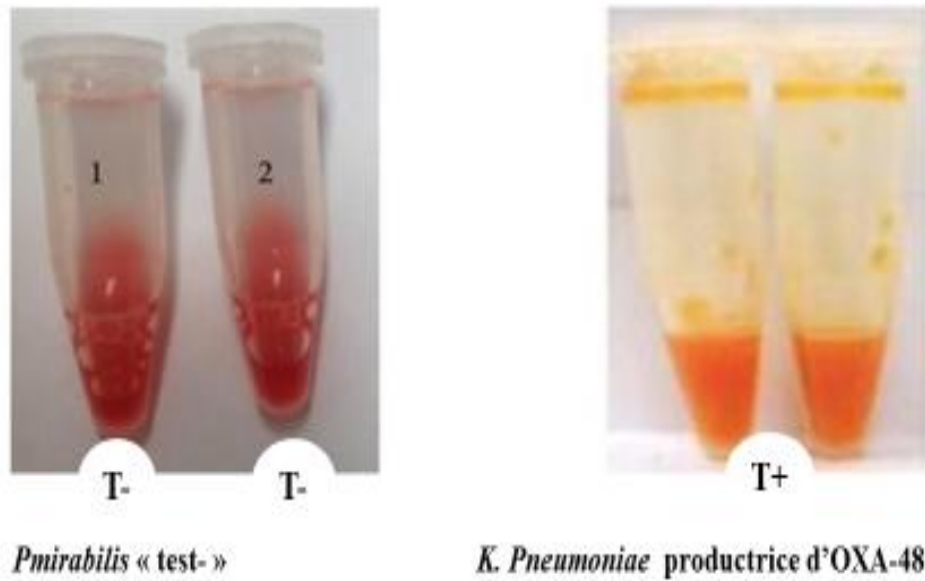 1 2
T- T-
T+
Pmirabilis « test- »
K. Pneumoniae productrice d'OXA-48